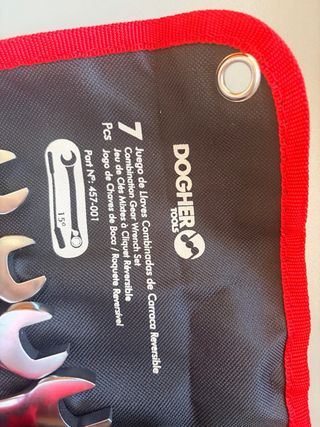 DOGHER
TOOLS
7
Pcs
Juego de Llaves Combinadas de Carraca Reversible
Combination Gear Wrench Set
Jeu de Clés Mixtes à Cliquet Réversible
Jogo de Chaves de Boca / Roquete Reversível
Part Nº: 457-001
15°